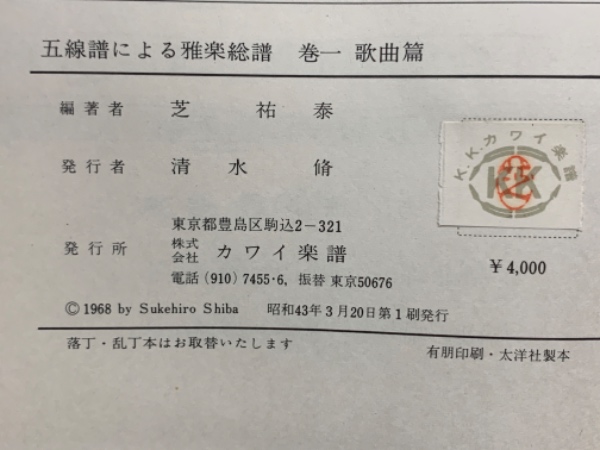 五線譜による雅楽総譜 巻一 歌曲篇
編著者 芝 祐泰
発行者 清水 脩
東京都豊島区駒込2-321
発行所 株式会社 カワイ楽譜
電話(910)7455・6, 振替 東京50676
© 1968 by Sukehiro Shiba 昭和43年3月20日第1刷発行
K.K.カワイ楽譜
KK
¥4,000
落丁・乱丁本はお取替いたします
有朋印刷・太洋社製本